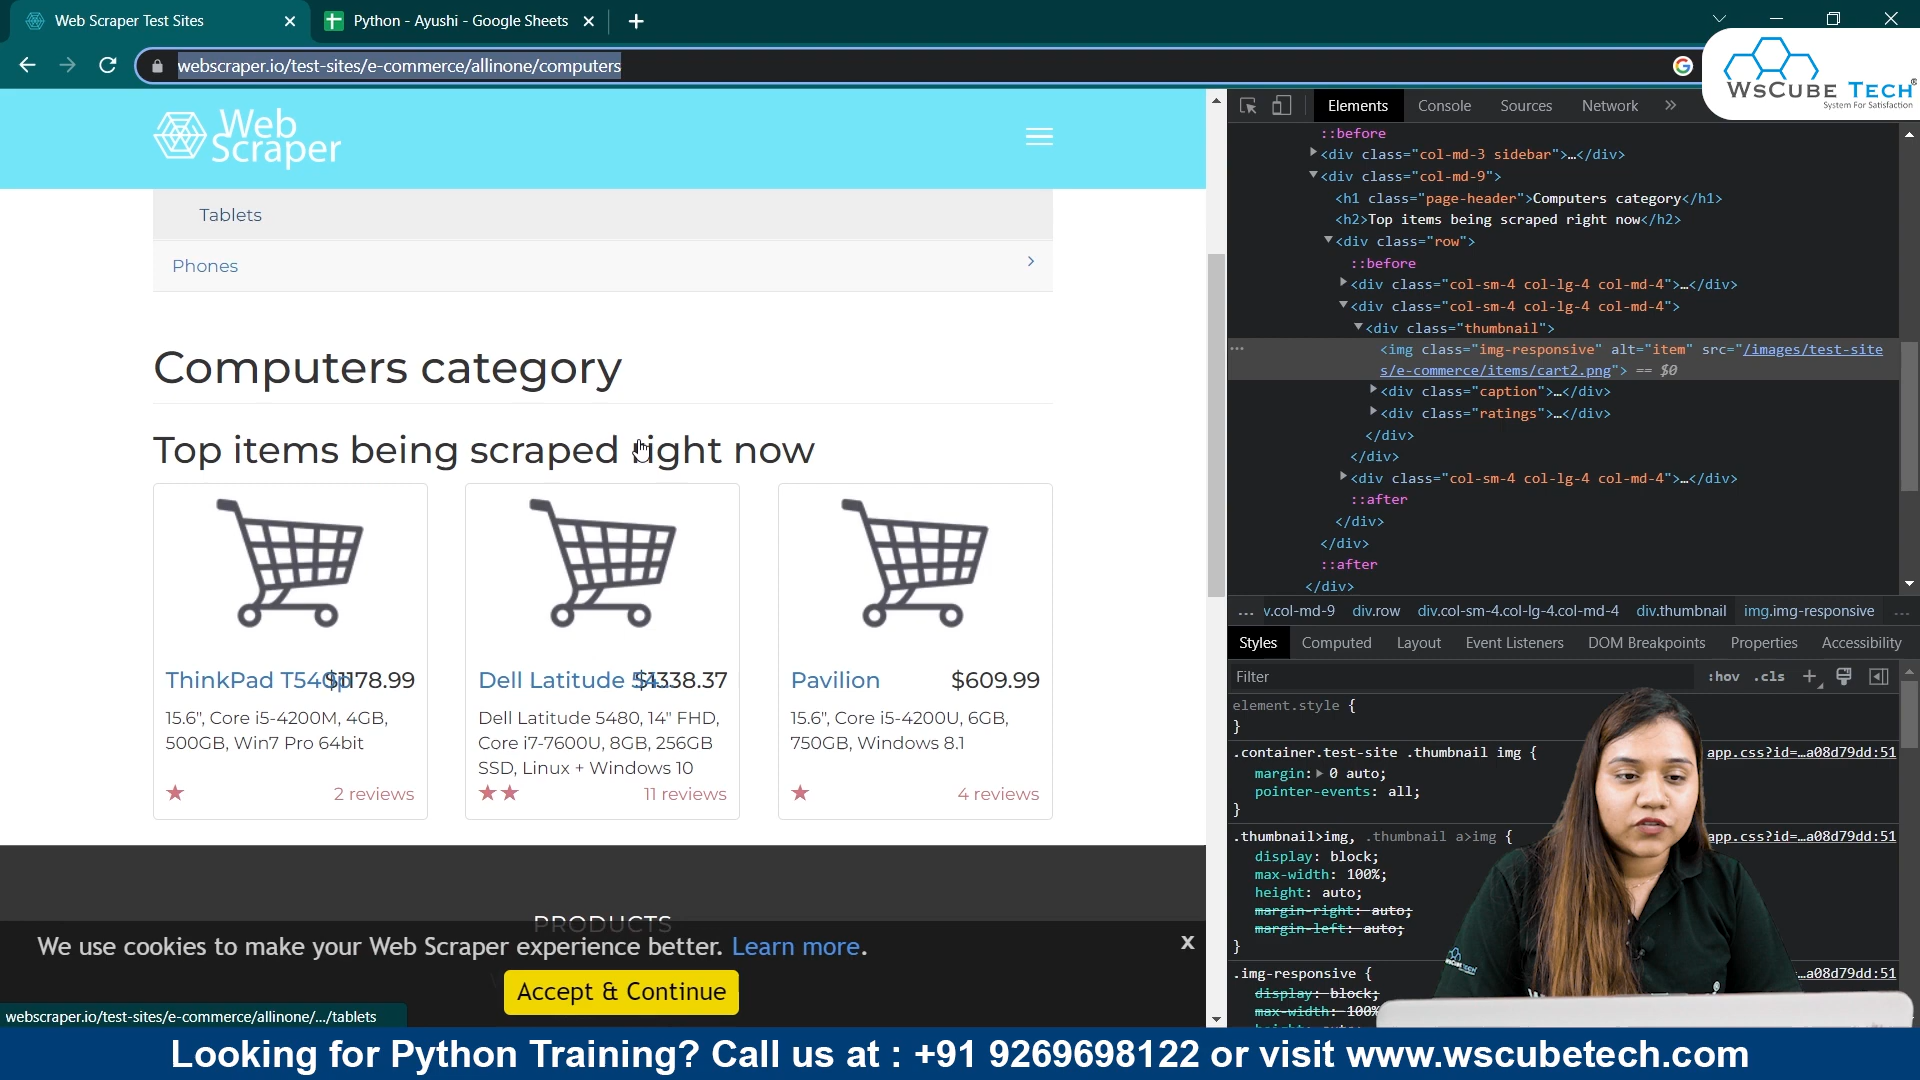 Web Scraper Test Sites
Python - Ayushi - Google Sheets
webscraper.io/test-sites/e-commerce/allinone/computers
WsCube Tech®
System For Satisfaction
Web
Scraper
Tablets
Phones
Computers category
Top items being scraped right now
ThinkPad T540p $1178.99
15.6", Core i5-4200M, 4GB,
500GB, Win7 Pro 64bit
2 reviews
Dell Latitude 54... $1338.37
Dell Latitude 5480, 14" FHD,
Core i7-7600U, 8GB, 256GB
SSD, Linux + Windows 10
11 reviews
Pavilion $609.99
15.6", Core i5-4200U, 6GB,
750GB, Windows 8.1
4 reviews
PRODUCTS
We use cookies to make your Web Scraper experience better. Learn more. X
Accept & Continue
webscraper.io/test-sites/e-commerce/allinone/.../tablets
Elements Console Sources Network »
::before
<div class="col-md-3 sidebar">…</div>
<div class="col-md-9">
<h1 class="page-header">Computers category</h1>
<h2>Top items being scraped right now</h2>
<div class="row">
::before
<div class="col-sm-4 col-lg-4 col-md-4">…</div>
<div class="col-sm-4 col-lg-4 col-md-4">
<div class="thumbnail">
<img class="img-responsive" alt="item" src="/images/test-site
s/e-commerce/items/cart2.png"> == $0
<div class="caption">…</div>
<div class="ratings">…</div>
</div>
</div>
<div class="col-sm-4 col-lg-4 col-md-4">…</div>
::after
</div>
</div>
::after
</div>
... v.col-md-9 div.row div.col-sm-4.col-lg-4.col-md-4 div.thumbnail img.img-responsive ...
Styles Computed Layout Event Listeners DOM Breakpoints Properties Accessibility
Filter :hov .cls +
element.style {
}
.container.test-site .thumbnail img { app.css?id=…a08d79dd:51
margin: 0 auto;
pointer-events: all;
}
.thumbnail>img, .thumbnail a>img { app.css?id=…a08d79dd:51
display: block;
max-width: 100%;
height: auto;
margin-right: auto;
margin-left: auto;
}
.img-responsive { …a08d79dd:51
display: block;
max-width: 100%
WsCube TECH
Looking for Python Training? Call us at : +91 9269698122 or visit www.wscubetech.com